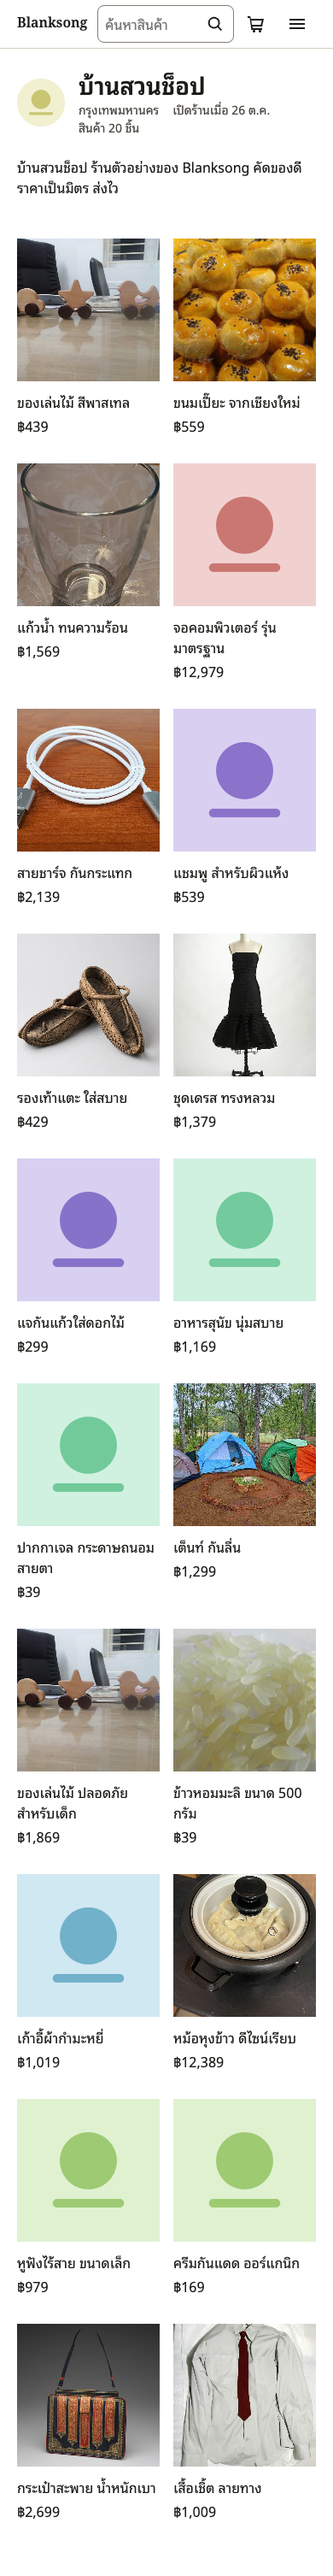 Blanksong
ค้นหาสินค้า
บ้านสวนช็อป
กรุงเทพมหานคร เปิดร้านเมื่อ 26 ต.ค.
สินค้า 20 ชิ้น
บ้านสวนช็อป ร้านตัวอย่างของ Blanksong คัดของดี
ราคาเป็นมิตร ส่งไว
ของเล่นไม้ สีพาสเทล
฿439
ขนมเปี๊ยะ จากเชียงใหม่
฿559
แก้วน้ำ ทนความร้อน
฿1,569
จอคอมพิวเตอร์ รุ่น
มาตรฐาน
฿12,979
สายชาร์จ กันกระแทก
฿2,139
แชมพู สำหรับผิวแห้ง
฿539
รองเท้าแตะ ใส่สบาย
฿429
ชุดเดรส ทรงหลวม
฿1,379
แจกันแก้วใส่ดอกไม้
฿299
อาหารสุนัข นุ่มสบาย
฿1,169
ปากกาเจล กระดาษถนอม
สายตา
฿39
เต็นท์ กันลื่น
฿1,299
ของเล่นไม้ ปลอดภัย
สำหรับเด็ก
฿1,869
ข้าวหอมมะลิ ขนาด 500
กรัม
฿39
เก้าอี้ผ้ากำมะหยี่
฿1,019
หม้อหุงข้าว ดีไซน์เรียบ
฿12,389
หูฟังไร้สาย ขนาดเล็ก
฿979
ครีมกันแดด ออร์แกนิก
฿169
กระเป๋าสะพาย น้ำหนักเบา
฿2,699
เสื้อเชิ้ต ลายทาง
฿1,009